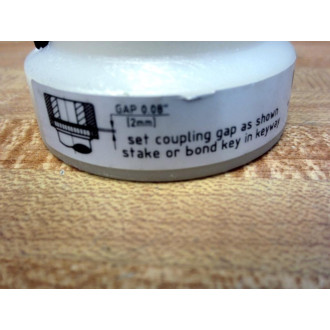 GAP 0.08"
[2mm]
set coupling gap as shown
stake or bond key in keyway